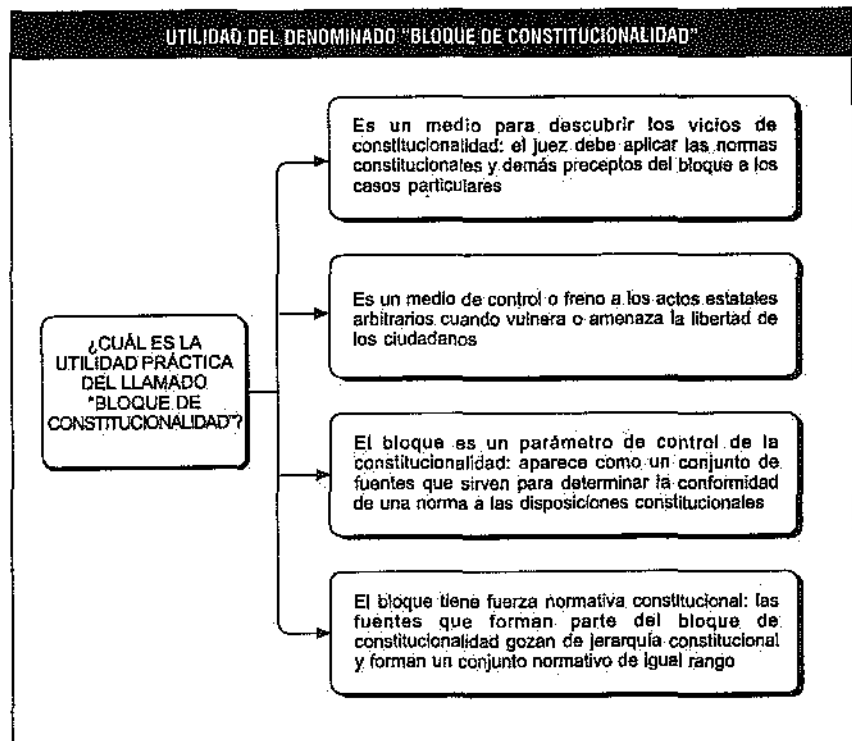 UTILIDAD DEL DENOMINADO "BLOQUE DE CONSTITUCIONALIDAD"
Es un medio para descubrir los vicios de
constitucionalidad: el juez debe aplicar las normas
constitucionales y demás preceptos del bloque a los
casos particulares
Es un medio de control o freno a los actos estatales
arbitrarios cuando vulnera o amenaza la libertad de
los ciudadanos
¿CUÁL ES LA
UTILIDAD PRÁCTICA
DEL LLAMADO
"BLOQUE DE
CONSTITUCIONALIDAD"?
El bloque es un parámetro de control de la
constitucionalidad: aparece como un conjunto de
fuentes que sirven para determinar la conformidad
de una norma a las disposiciones constitucionales
El bloque tiene fuerza normativa constitucional: las
fuentes que forman parte del bloque de
constitucionalidad gozan de jerarquía constitucional
y forman un conjunto normativo de igual rango